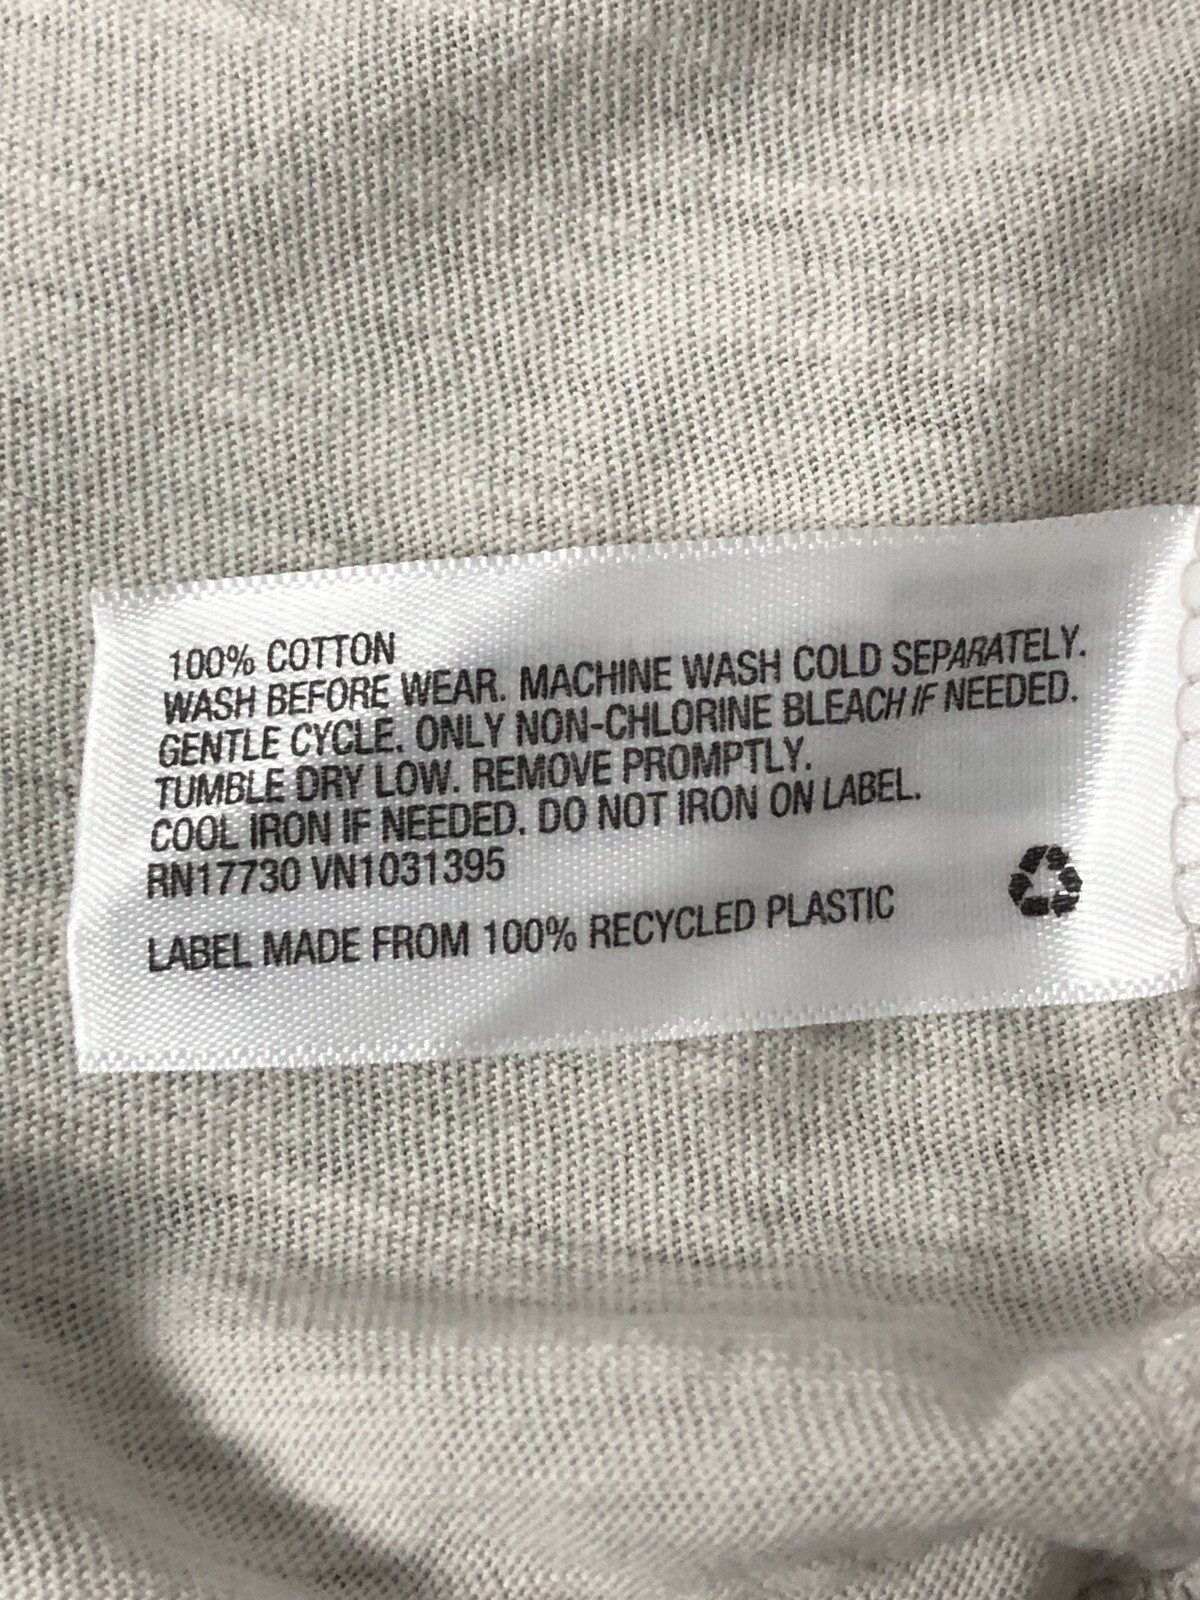 100% COTTON
WASH BEFORE WEAR. MACHINE WASH COLD SEPARATELY.
GENTLE CYCLE. ONLY NON-CHLORINE BLEACH IF NEEDED.
TUMBLE DRY LOW. REMOVE PROMPTLY.
COOL IRON IF NEEDED. DO NOT IRON ON LABEL.
RN17730 VN1031395
LABEL MADE FROM 100% RECYCLED PLASTIC